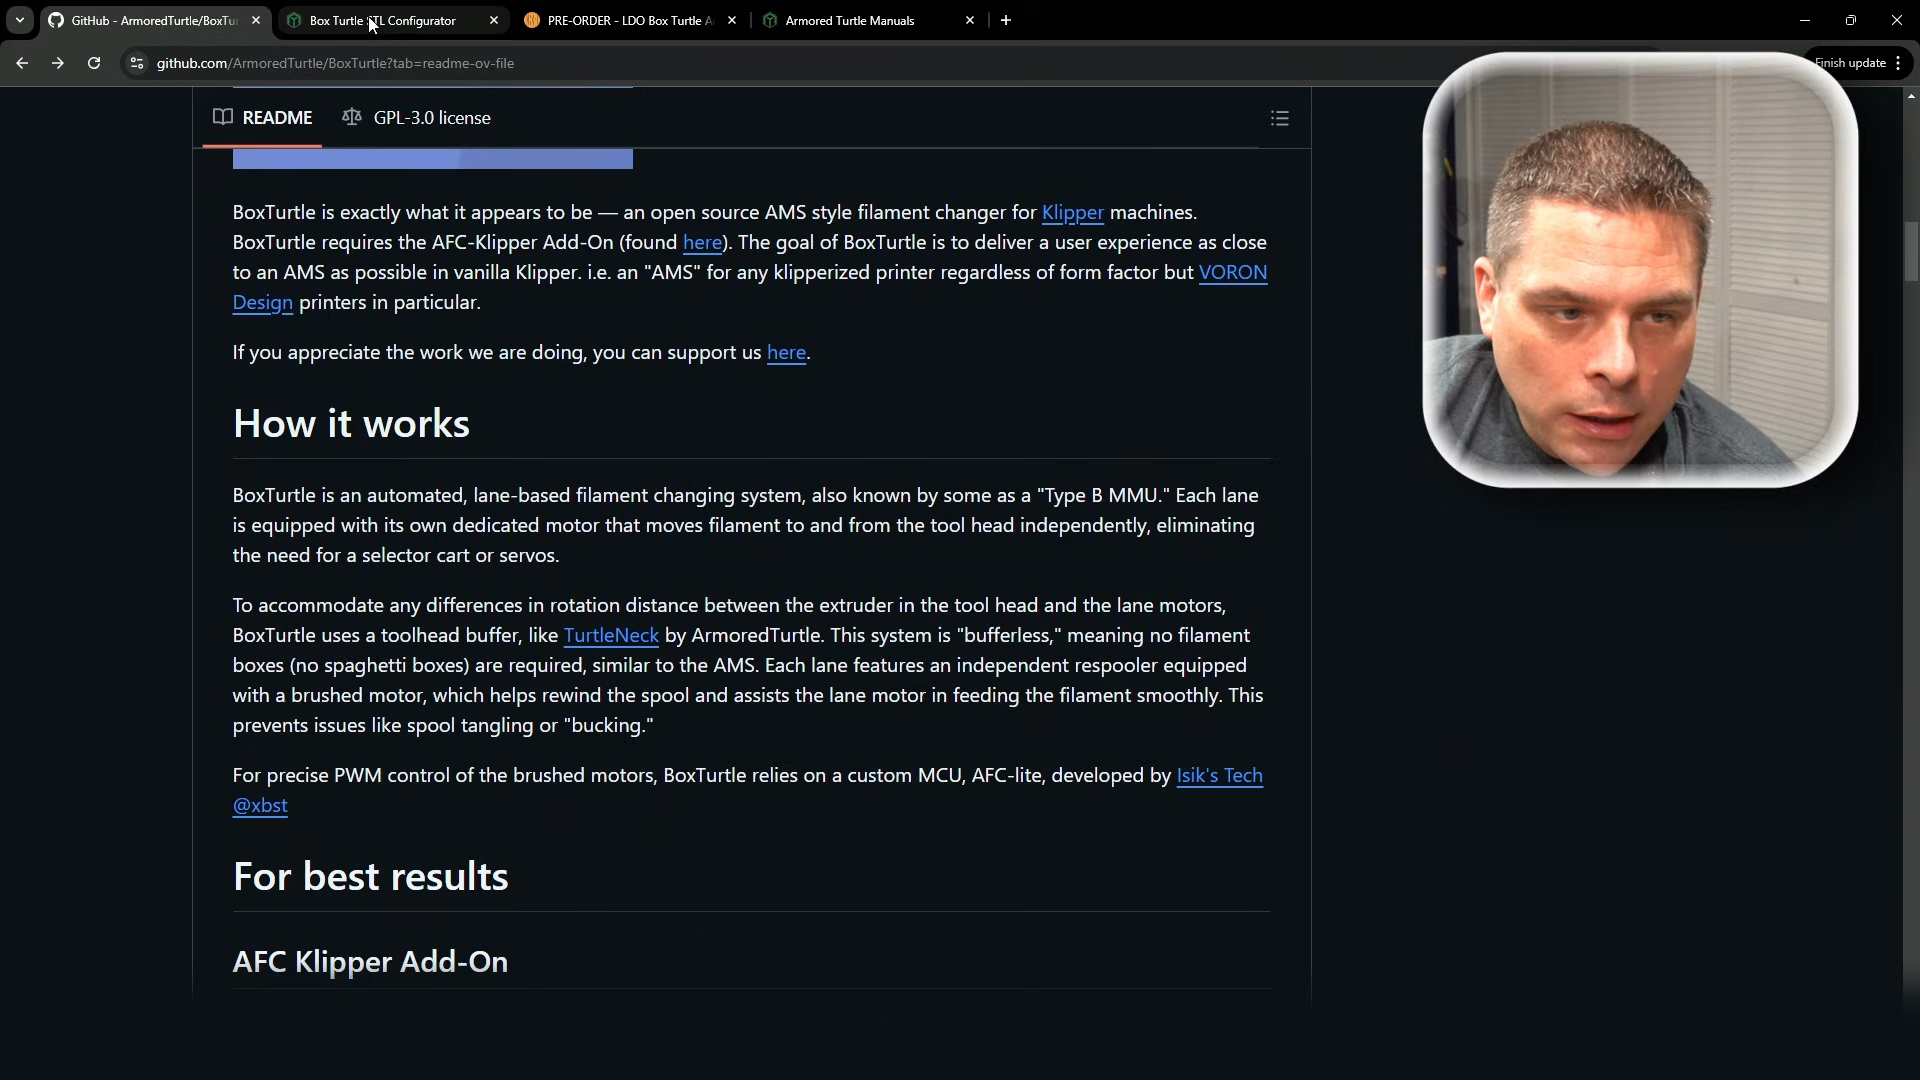 GitHub - ArmoredTurtle/BoxTu
Box Turtle STL Configurator
PRE-ORDER - LDO Box Turtle A
Armored Turtle Manuals
github.com/ArmoredTurtle/BoxTurtle?tab=readme-ov-file
Finish update
README
GPL-3.0 license
BoxTurtle is exactly what it appears to be — an open source AMS style filament changer for Klipper machines.
BoxTurtle requires the AFC-Klipper Add-On (found here). The goal of BoxTurtle is to deliver a user experience as close
to an AMS as possible in vanilla Klipper. i.e. an "AMS" for any klipperized printer regardless of form factor but VORON
Design printers in particular.
If you appreciate the work we are doing, you can support us here.
How it works
BoxTurtle is an automated, lane-based filament changing system, also known by some as a "Type B MMU." Each lane
is equipped with its own dedicated motor that moves filament to and from the tool head independently, eliminating
the need for a selector cart or servos.
To accommodate any differences in rotation distance between the extruder in the tool head and the lane motors,
BoxTurtle uses a toolhead buffer, like TurtleNeck by ArmoredTurtle. This system is "bufferless," meaning no filament
boxes (no spaghetti boxes) are required, similar to the AMS. Each lane features an independent respooler equipped
with a brushed motor, which helps rewind the spool and assists the lane motor in feeding the filament smoothly. This
prevents issues like spool tangling or "bucking."
For precise PWM control of the brushed motors, BoxTurtle relies on a custom MCU, AFC-lite, developed by Isik's Tech
@xbst
For best results
AFC Klipper Add-On